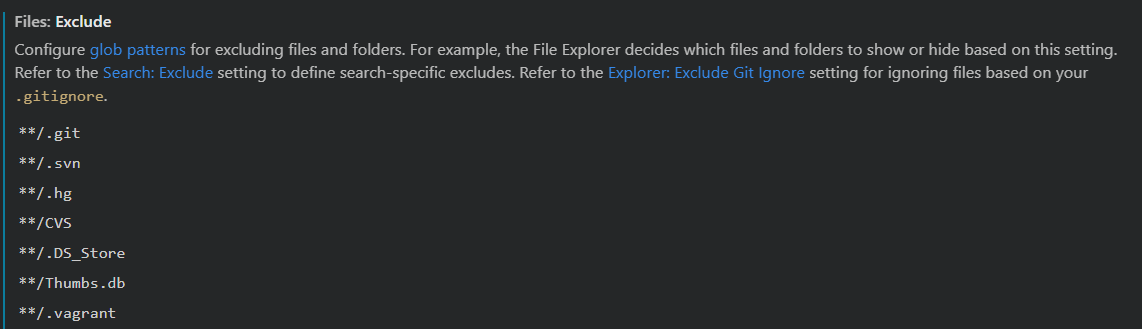 Files: Exclude
Configure glob patterns for excluding files and folders. For example, the File Explorer decides which files and folders to show or hide based on this setting.
Refer to the Search: Exclude setting to define search-specific excludes. Refer to the Explorer: Exclude Git Ignore setting for ignoring files based on your
.gitignore.
**/.git
**/.svn
**/.hg
**/CVS
**/.DS_Store
**/Thumbs.db
**/.vagrant